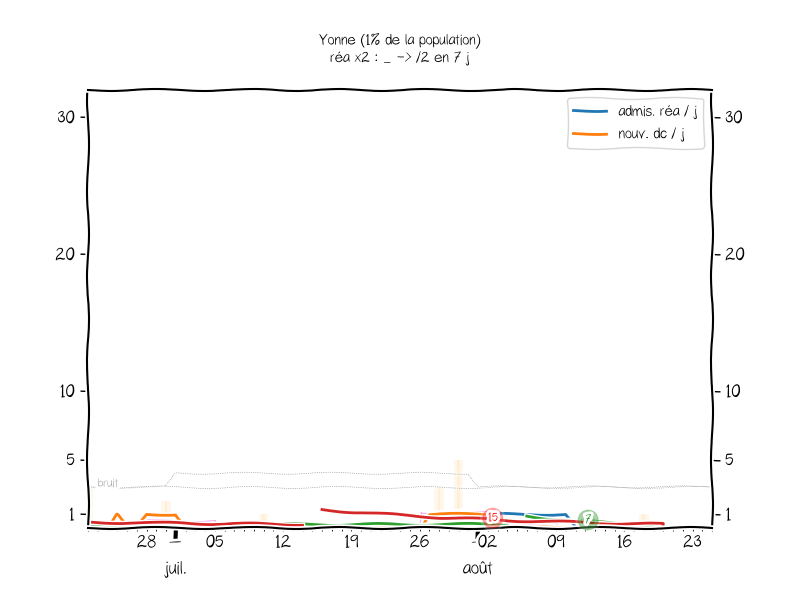 Yonne (1% de la population)
réa x2 : _ -> /2 en 7 j
admis. réa / j
nouv. dc / j
30 30
20 20
10 10
5 5
bruit
1 1
15 7
28 05 12 19 26 02 09 16 23
juil. août